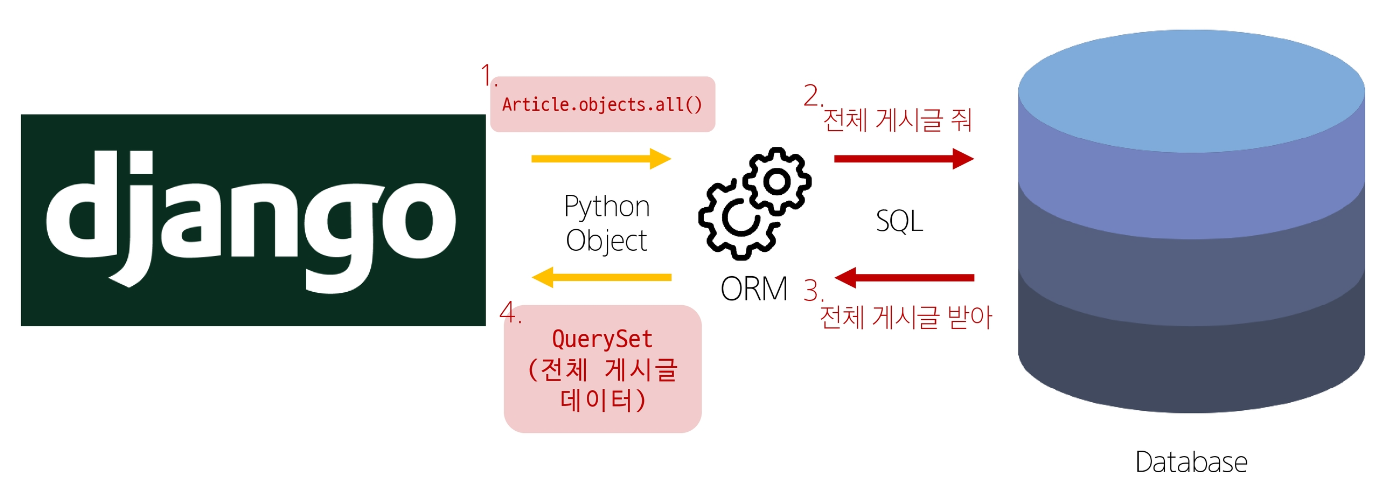 django
1.
Article.objects.all()
Python
Object
4.
QuerySet
(전체 게시글
데이터)
ORM
2.
전체 게시글 줘
SQL
3.
전체 게시글 받아
Database